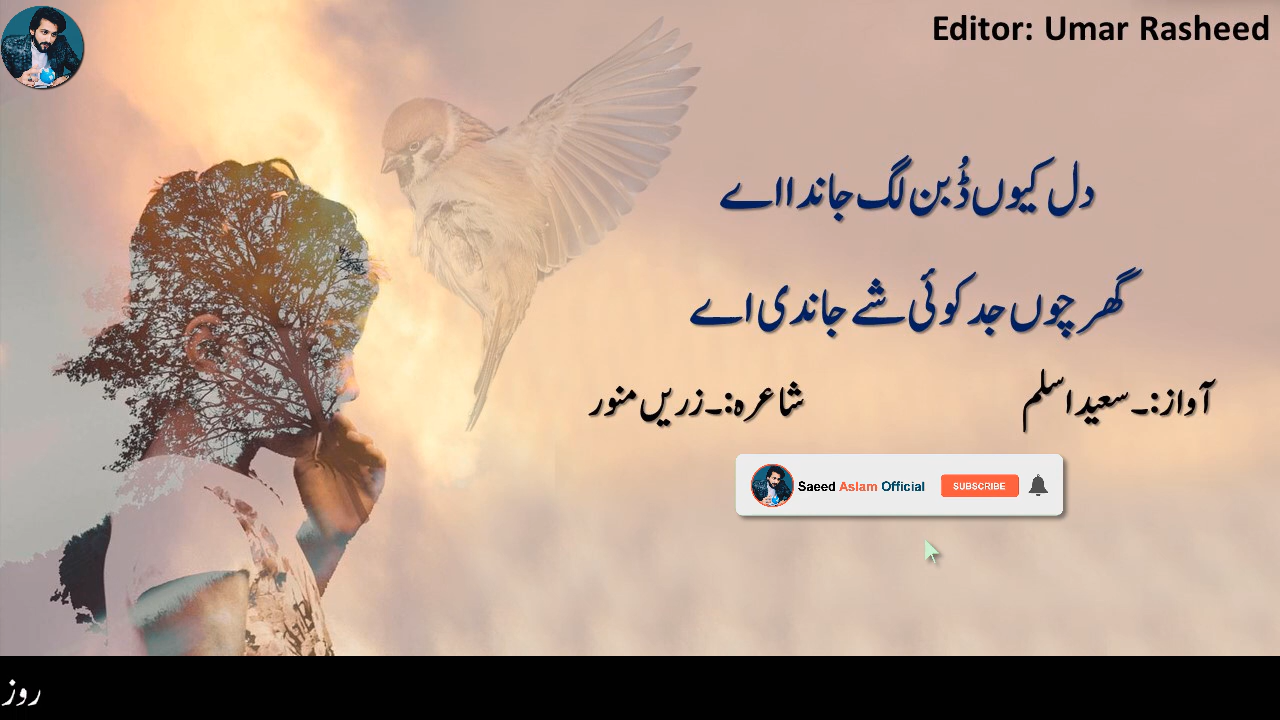 Editor: Umar Rasheed
دل کیوں ڈُبن لگ جاندا اے
گھر چوں جد کوئی شے جاندی اے
آواز:۔سعید اسلم
شاعرہ:۔زریں منور
Saeed Aslam Official SUBSCRIBE
روز